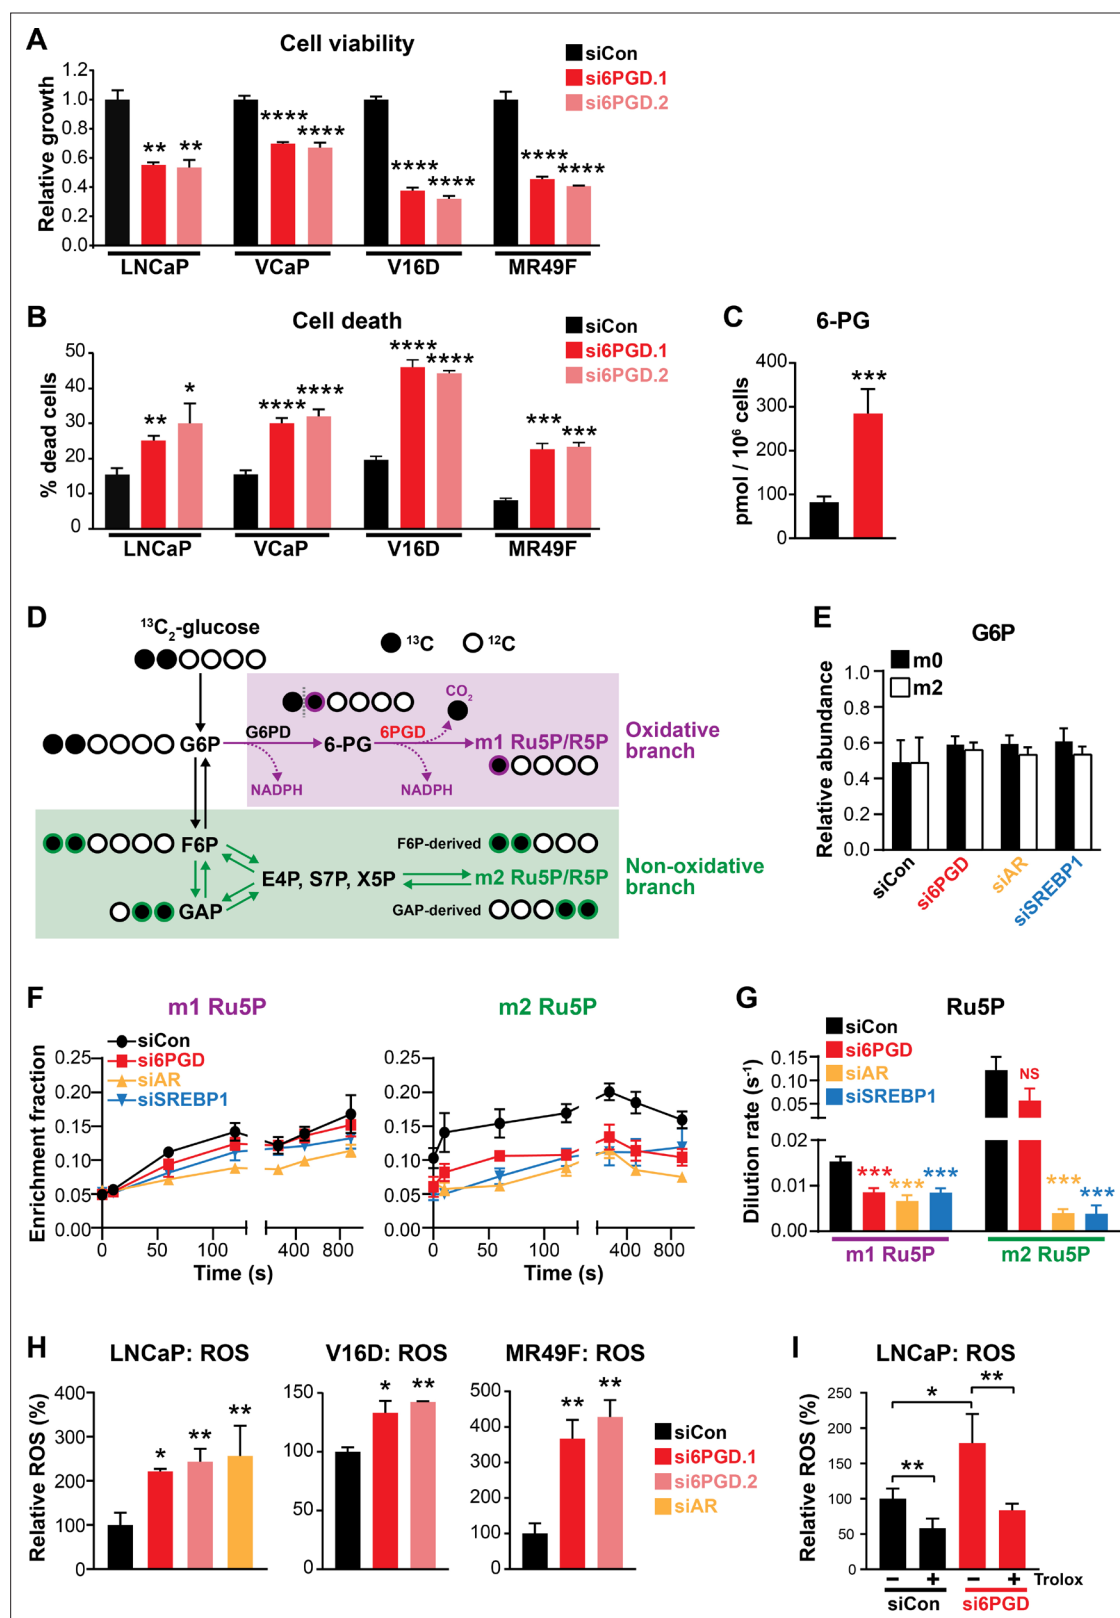 A
Cell viability
siCon
si6PGD.1
si6PGD.2
Relative growth
1.2
1.0
0.8
0.6
0.4
0.2
0.0
** **
**** ****
**** ****
**** ****
LNCaP VCaP V16D MR49F
B
Cell death
siCon
si6PGD.1
si6PGD.2
% dead cells
50
40
30
20
10
0
** *
**** ****
**** ****
*** ***
LNCaP VCaP V16D MR49F
C
6-PG
pmol / 10⁶ cells
400
300
200
100
0
***
D
¹³C₂-glucose
¹³C ¹²C
CO₂
G6P G6PD 6-PG 6PGD m1 Ru5P/R5P
NADPH NADPH
Oxidative
branch
F6P
F6P-derived
E4P, S7P, X5P m2 Ru5P/R5P
GAP GAP-derived
Non-oxidative
branch
E
G6P
m0
m2
Relative abundance
1.0
0.8
0.6
0.4
0.2
0.0
siCon si6PGD siAR siSREBP1
F
m1 Ru5P
siCon
si6PGD
siAR
siSREBP1
Enrichment fraction
0.25
0.20
0.15
0.10
0.05
0.00
0 50 100 400 800
Time (s)
m2 Ru5P
0.25
0.20
0.15
0.10
0.05
0.00
0 50 100 400 800
Time (s)
G
Ru5P
siCon
si6PGD
siAR
siSREBP1
Dilution rate (s⁻¹)
0.15
0.10
0.05
0.02
0.01
0.00
*** *** ***
NS *** ***
m1 Ru5P m2 Ru5P
H
LNCaP: ROS
Relative ROS (%)
400
300
200
100
0
* ** **
V16D: ROS
150
100
50
0
* **
MR49F: ROS
500
400
300
200
100
0
** **
siCon
si6PGD.1
si6PGD.2
siAR
I
LNCaP: ROS
Relative ROS (%)
250
200
150
100
50
0
* ** **
− + − + Trolox
siCon si6PGD